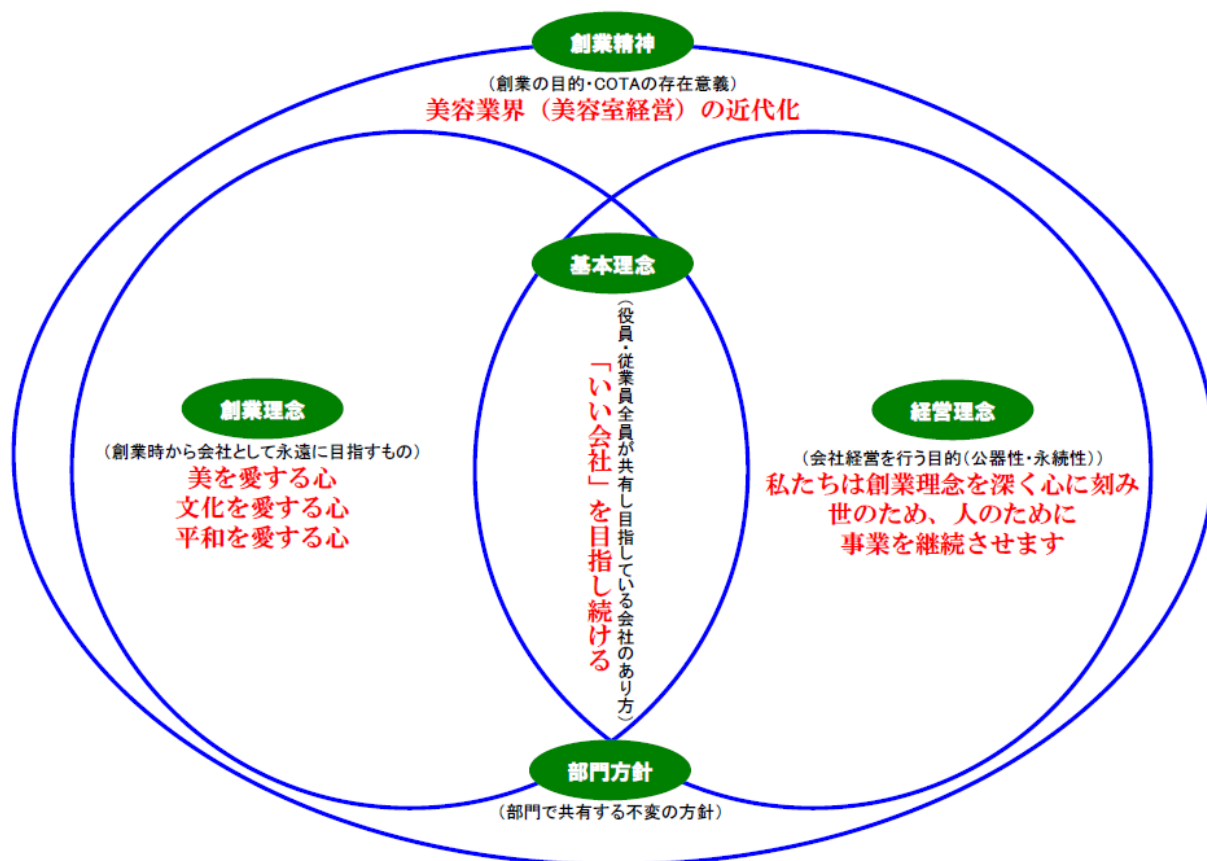 創業精神
（創業の目的・COTAの存在意義）
美容業界（美容室経営）の近代化
基本理念
（役員・従業員全員が共有し目指している会社のあり方）
「いい会社」を目指し続ける
創業理念
（創業時から会社として永遠に目指すもの）
美を愛する心
文化を愛する心
平和を愛する心
経営理念
（会社経営を行う目的（公器性・永続性））
私たちは創業理念を深く心に刻み
世のため、人のために
事業を継続させます
部門方針
（部門で共有する不変の方針）